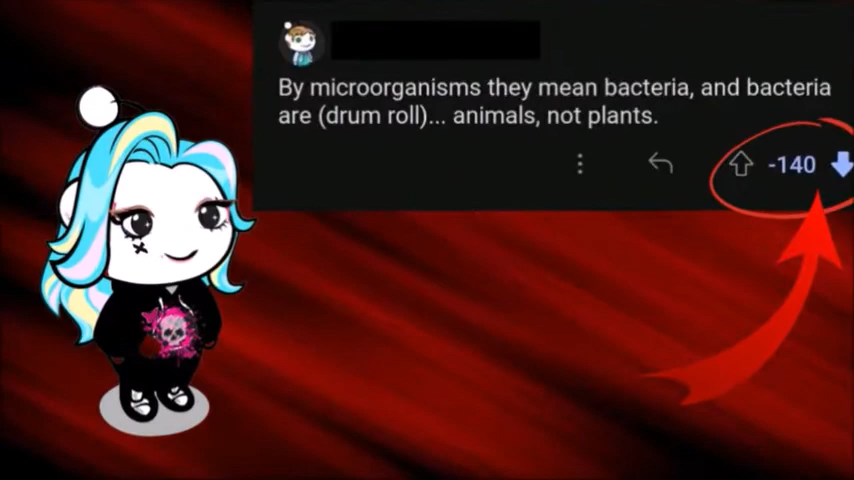 By microorganisms they mean bacteria, and bacteria
are (drum roll)... animals, not plants.
-140